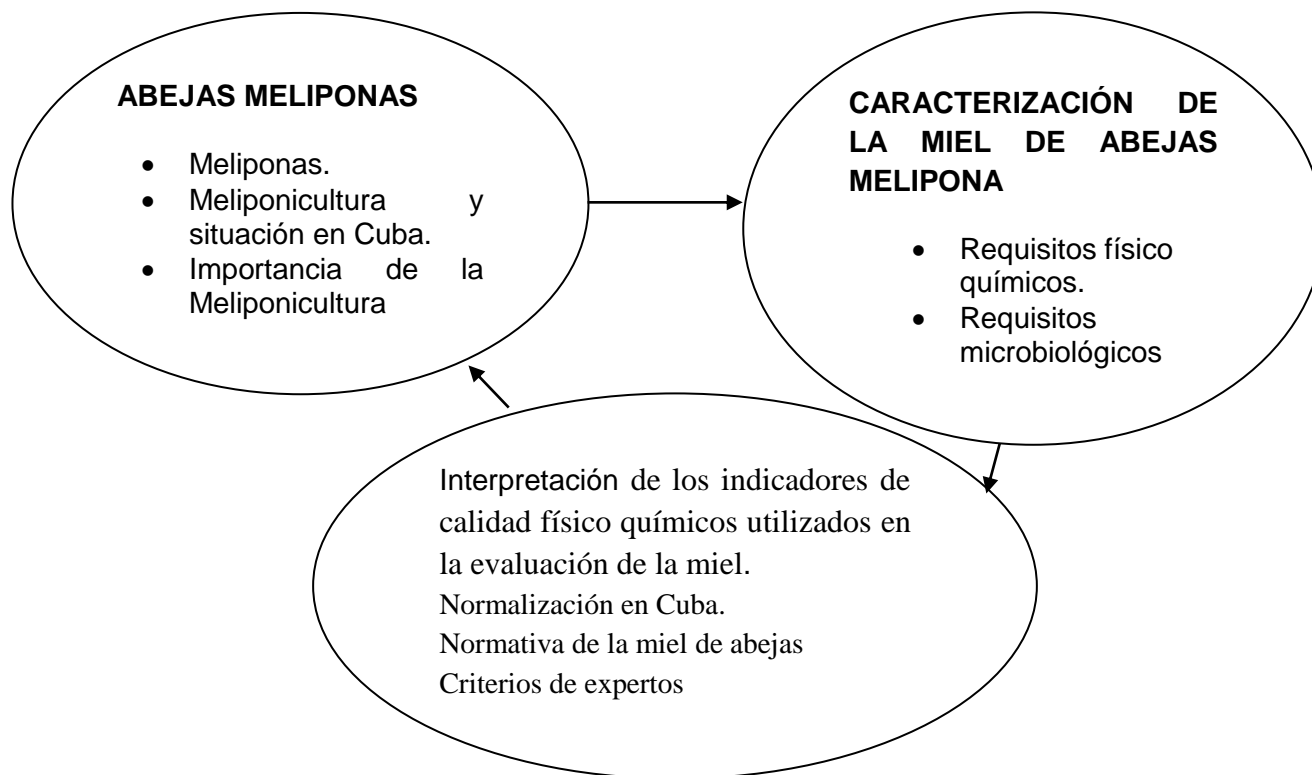 ABEJAS MELIPONAS
• Meliponas.
• Meliponicultura y
situación en Cuba.
• Importancia de la
Meliponicultura
CARACTERIZACIÓN DE
LA MIEL DE ABEJAS
MELIPONA
• Requisitos físico
químicos.
• Requisitos
microbiológicos
Interpretación de los indicadores de
calidad físico químicos utilizados en
la evaluación de la miel.
Normalización en Cuba.
Normativa de la miel de abejas
Criterios de expertos